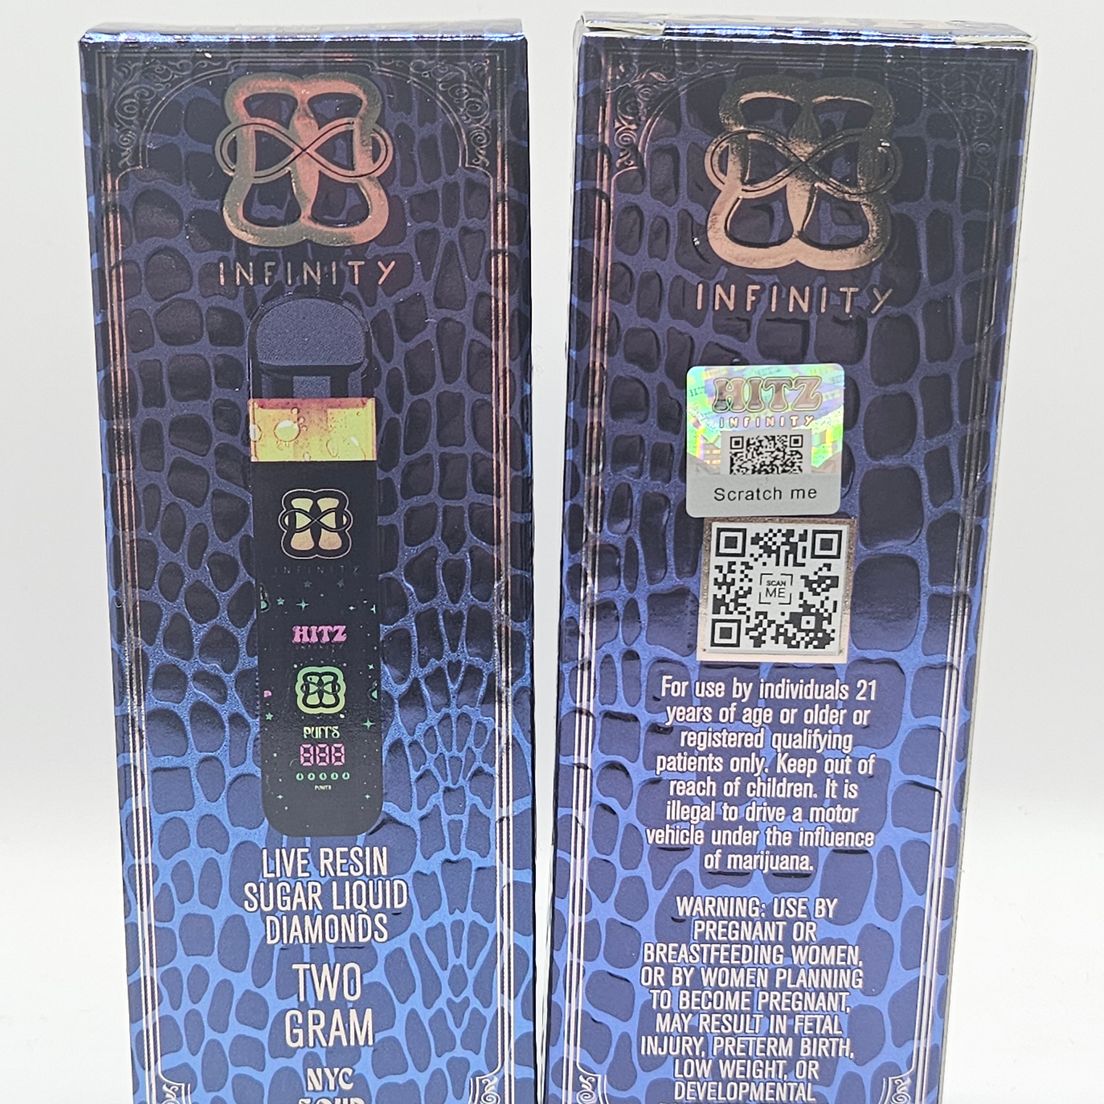 INFINITY
INFINITY
HITZ
INFINITY
PUFFS
888
LIVE RESIN
SUGAR LIQUID
DIAMONDS
TWO
GRAM
NYC
SOUR
INFINITY
HITZ
INFINITY
Scratch me
SCAN
ME
For use by individuals 21
years of age or older or
registered qualifying
patients only. Keep out of
reach of children. It is
illegal to drive a motor
vehicle under the influence
of marijuana.
WARNING: USE BY
PREGNANT OR
BREASTFEEDING WOMEN,
OR BY WOMEN PLANNING
TO BECOME PREGNANT,
MAY RESULT IN FETAL
INJURY, PRETERM BIRTH,
LOW WEIGHT, OR
DEVELOPMENTAL